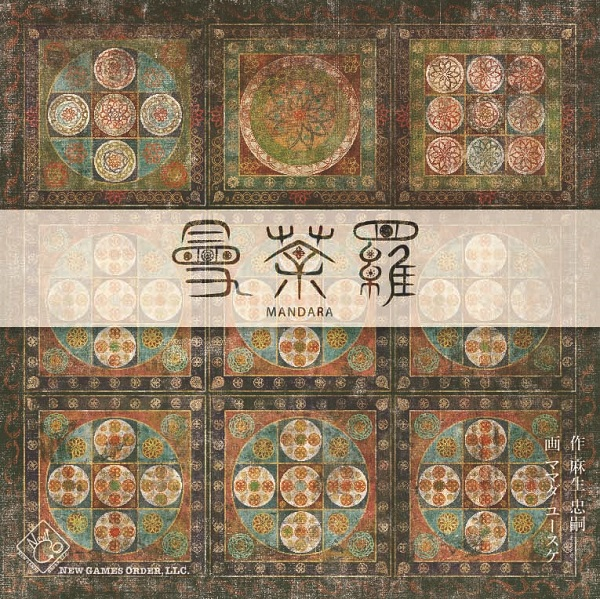 曼荼羅
MANDARA
作 麻生 忠嗣
画 ママダ ユースケ
NEW GAMES ORDER, LLC.